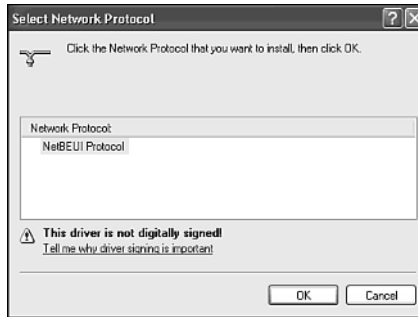 Select Network Protocol
Click the Network Protocol that you want to install, then click OK.
Network Protocol:
NetBEUI Protocol
This driver is not digitally signed!
Tell me why driver signing is important
OK
Cancel